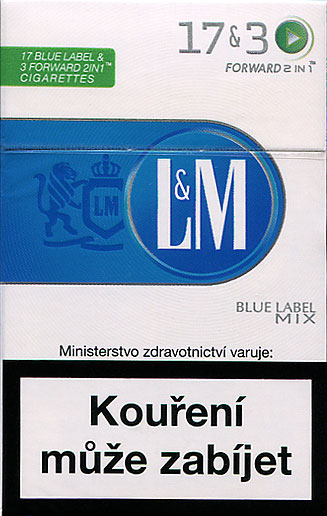 17&3
FORWARD 2 IN 1™
17 BLUE LABEL &
3 FORWARD 2IN1™
CIGARETTES
LM
L&M
BLUE LABEL
MIX
Ministerstvo zdravotnictví varuje:
Kouření
může zabíjet